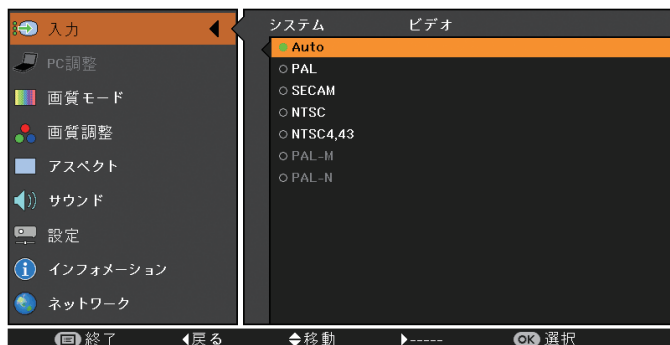 入力
PC調整
画質モード
画質調整
アスペクト
サウンド
設定
インフォメーション
ネットワーク
システム ビデオ
Auto
PAL
SECAM
NTSC
NTSC4,43
PAL-M
PAL-N
終了 戻る 移動 ----- OK 選択